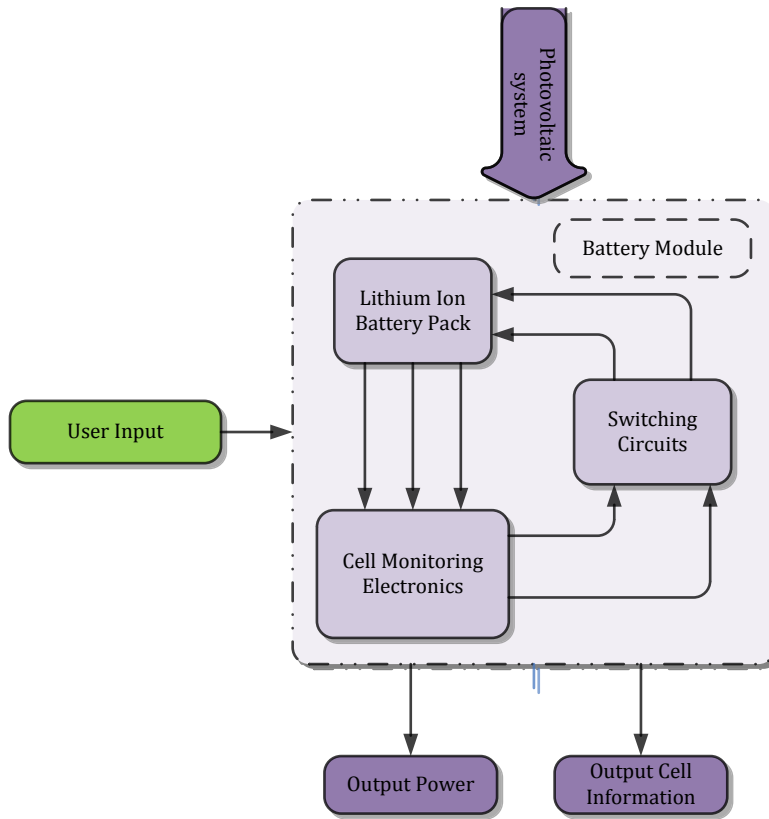 Photovoltaic
system
Battery Module
Lithium Ion
Battery Pack
User Input
Switching
Circuits
Cell Monitoring
Electronics
Output Power
Output Cell
Information